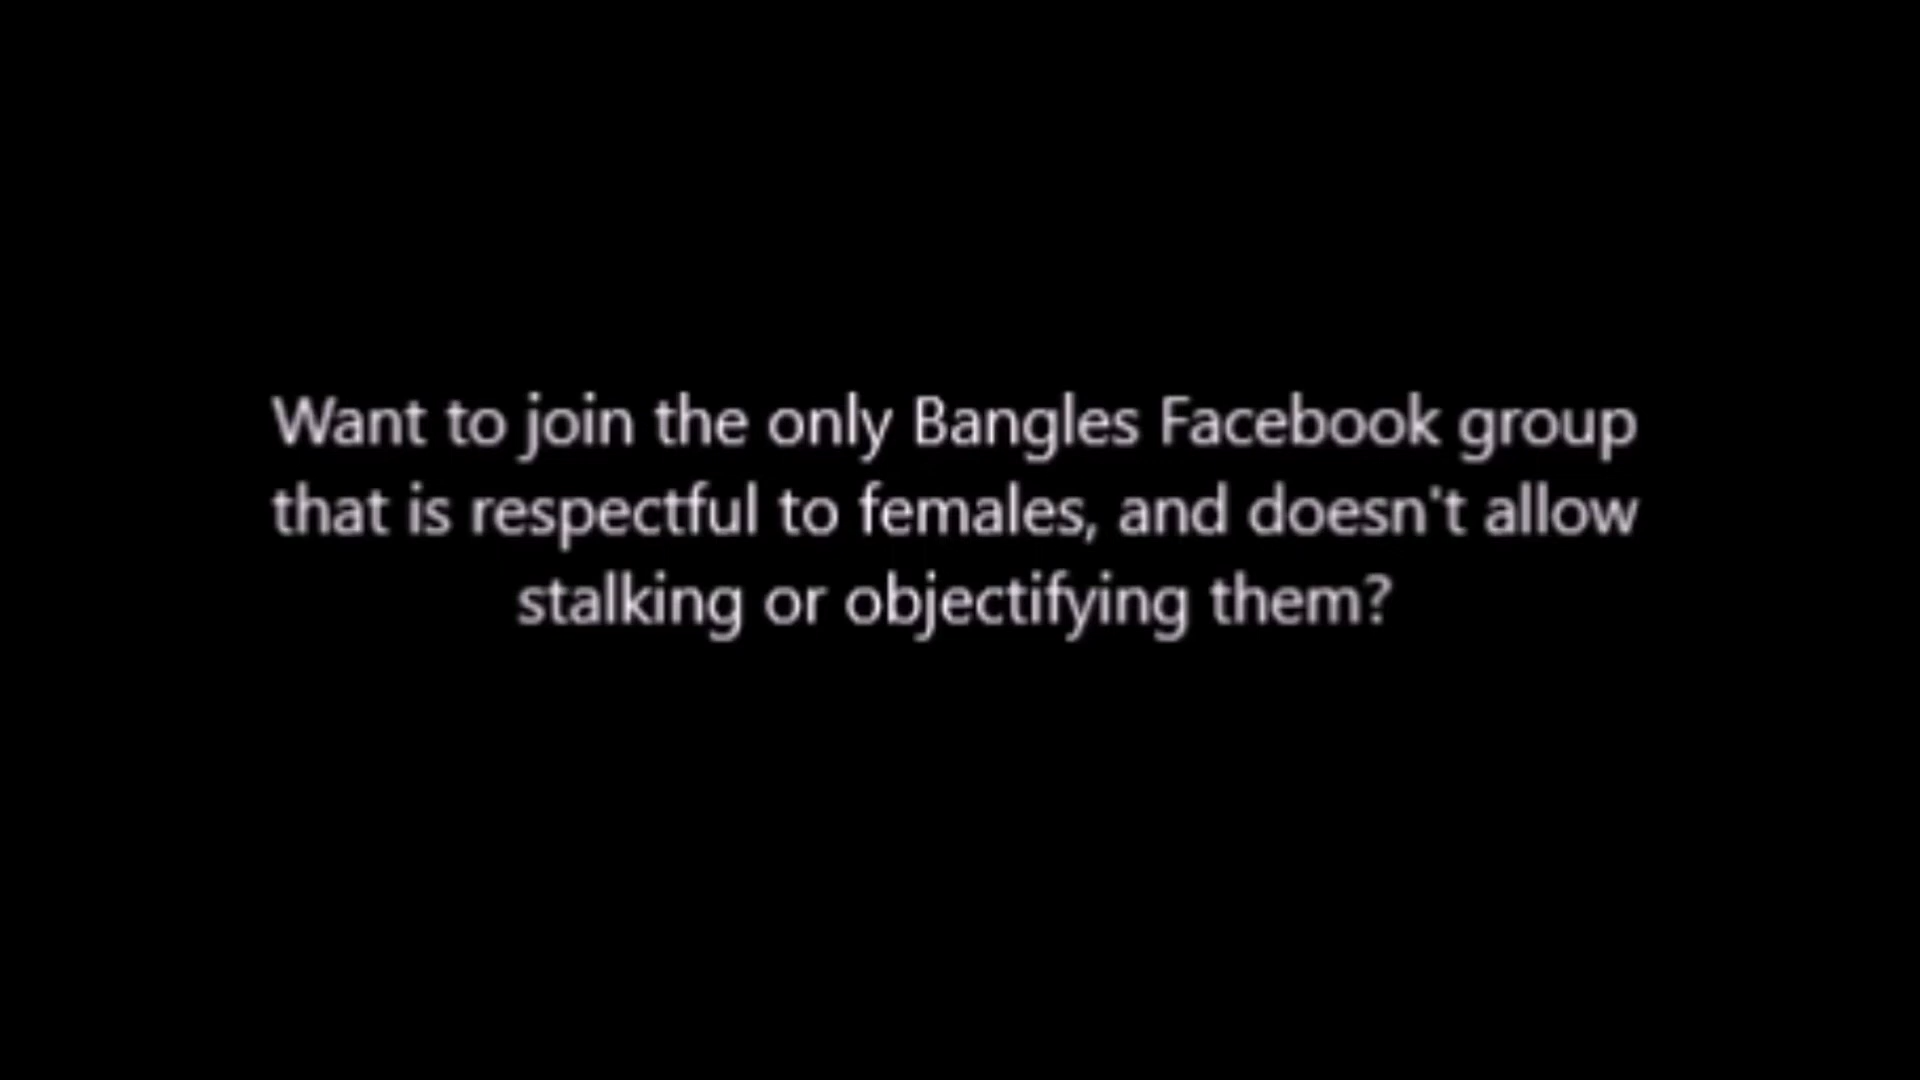 Want to join the only Bangles Facebook group
that is respectful to females, and doesn't allow
stalking or objectifying them?